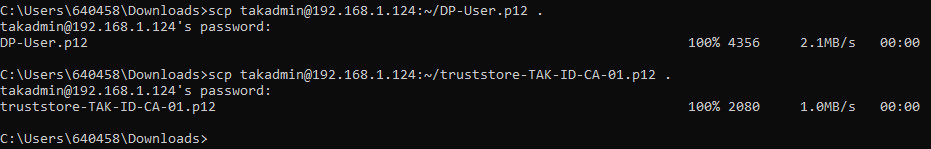 C:\Users\640458\Downloads>scp takadmin@192.168.1.124:~/DP-User.p12 .
takadmin@192.168.1.124's password:
DP-User.p12 100% 4356 2.1MB/s 00:00
C:\Users\640458\Downloads>scp takadmin@192.168.1.124:~/truststore-TAK-ID-CA-01.p12 .
takadmin@192.168.1.124's password:
truststore-TAK-ID-CA-01.p12 100% 2080 1.0MB/s 00:00
C:\Users\640458\Downloads>